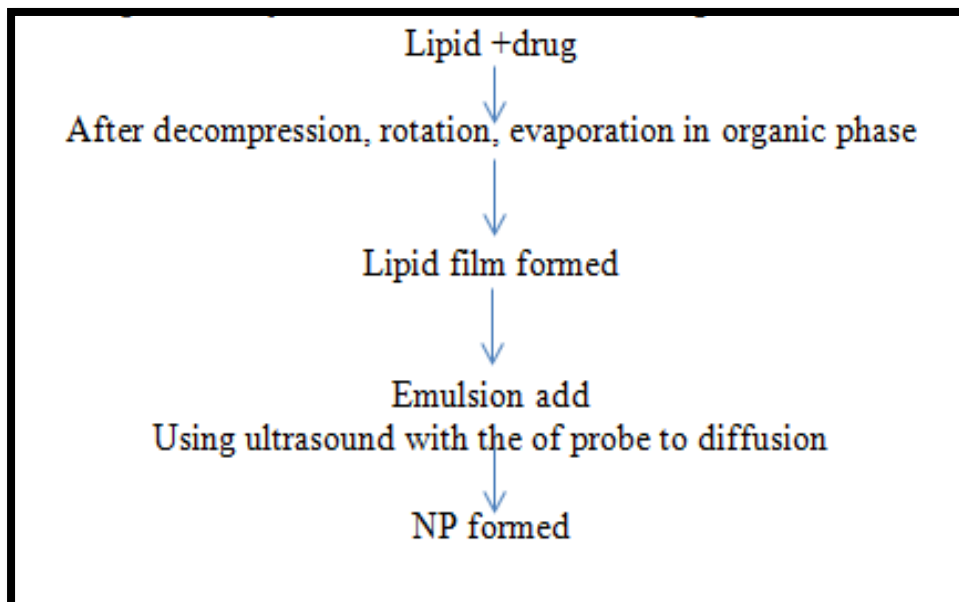 Lipid +drug
After decompression, rotation, evaporation in organic phase
Lipid film formed
Emulsion add
Using ultrasound with the of probe to diffusion
NP formed